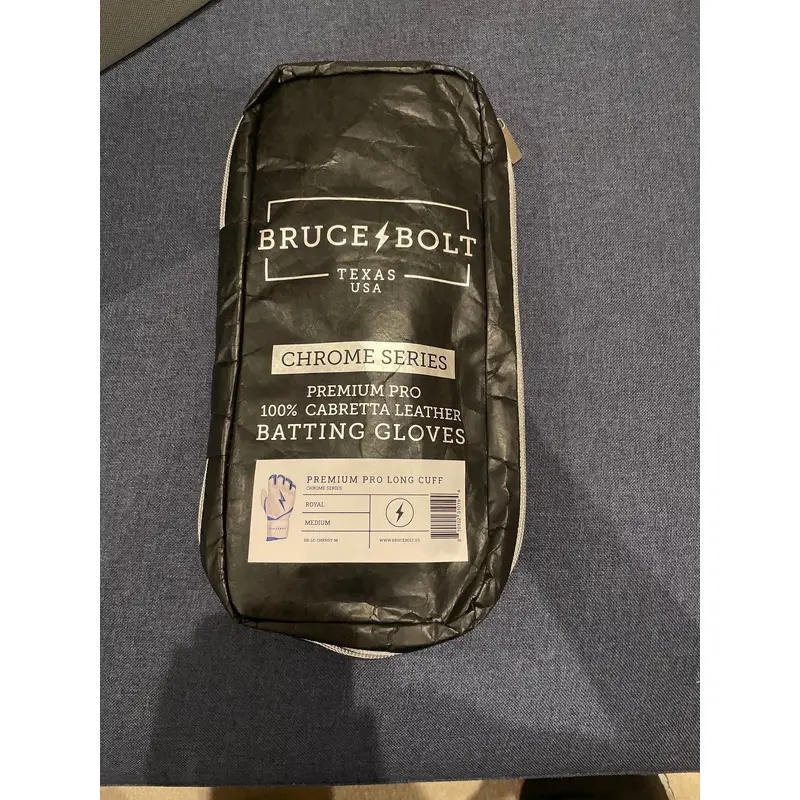 BRUCE BOLT
TEXAS
USA
CHROME SERIES
PREMIUM PRO
100% CABRETTA LEATHER
BATTING GLOVES
PREMIUM PRO LONG CUFF
CHROME SERIES
ROYAL
MEDIUM
WWW.BRUCEBOLT.US